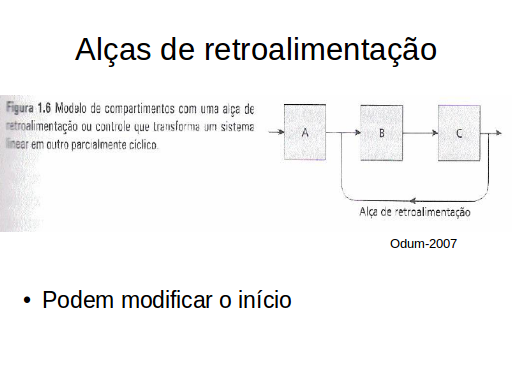 Alças de retroalimentação
Figura 1.6 Modelo de compartimentos com uma alça de
retroalimentação ou controle que transforma um sistema
linear em outro parcialmente cíclico.
A
B
C
Alça de retroalimentação
Odum-2007
• Podem modificar o início